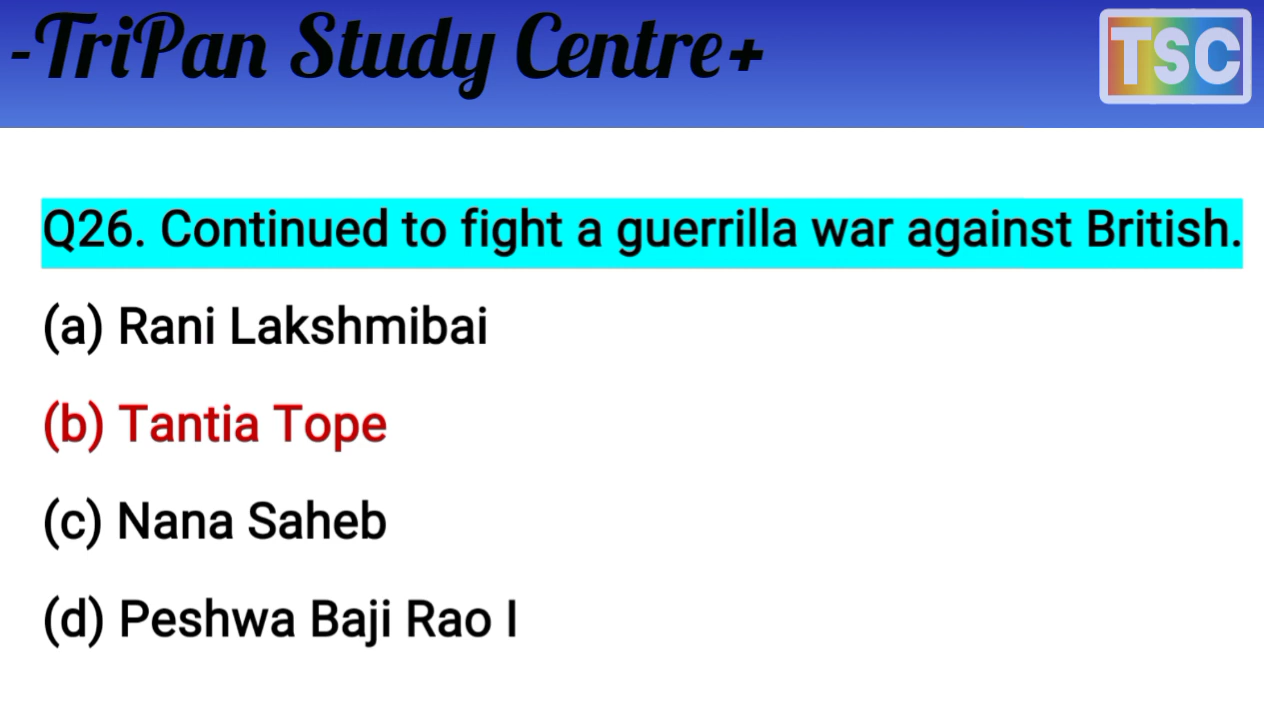 -TriPan Study Centre+
TSC
Q26. Continued to fight a guerrilla war against British.
(a) Rani Lakshmibai
(b) Tantia Tope
(c) Nana Saheb
(d) Peshwa Baji Rao I